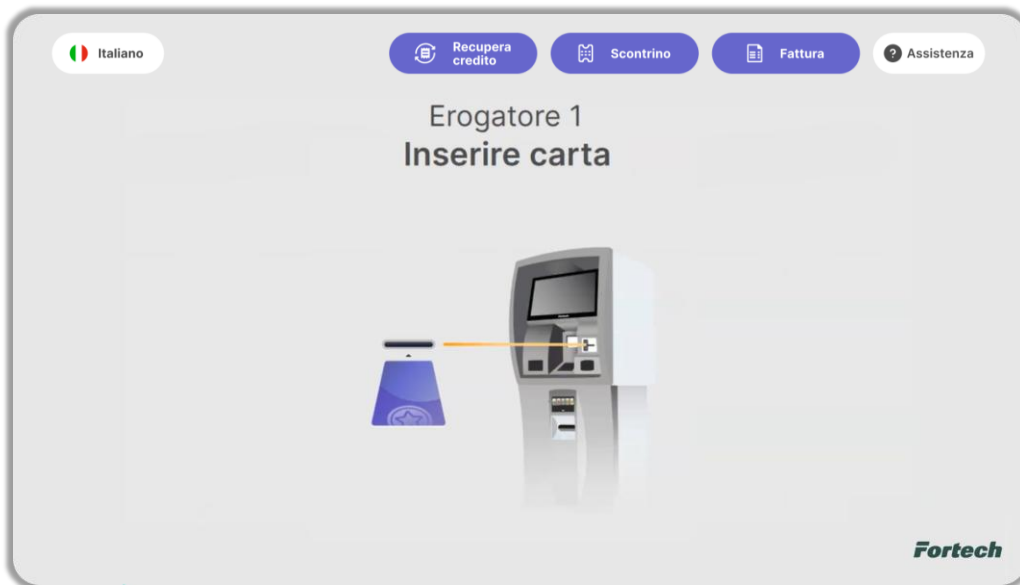 Italiano
Recupera
credito
Scontrino
Fattura
Assistenza
Erogatore 1
Inserire carta
Fortech